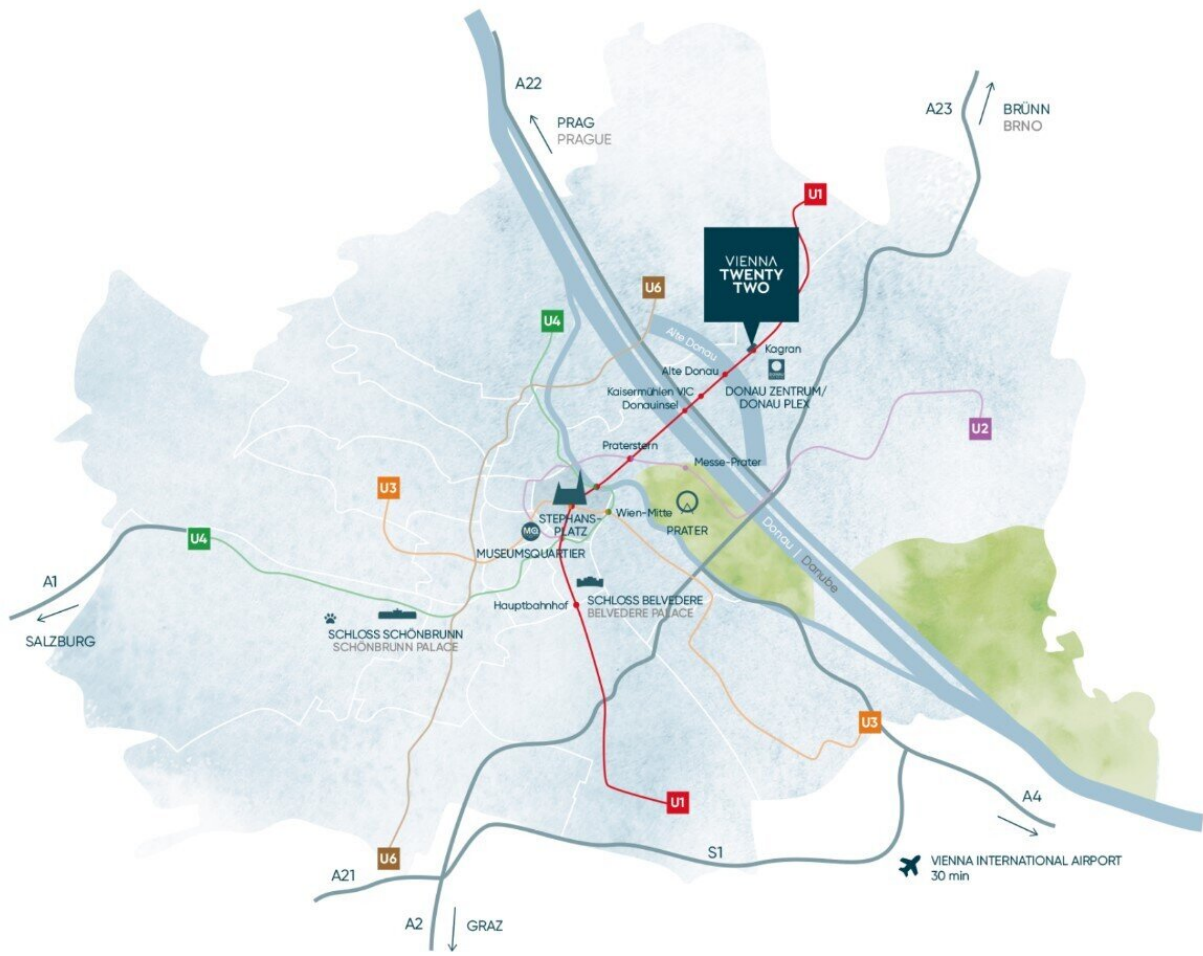 A22
PRAG
PRAGUE
A23
BRÜNN
BRNO
U1
VIENNA
TWENTY
TWO
U6
U4
Alte Donau
Kagran
Alte Donau
DONAU ZENTRUM/
DONAU PLEX
Kaisermühlen VIC
Donauinsel
U2
Praterstern
Messe-Prater
U3
STEPHANS-
PLATZ
Wien-Mitte
PRATER
MQ
MUSEUMSQUARTIER
U4
Donau | Danube
A1
SALZBURG
Hauptbahnhof
SCHLOSS BELVEDERE
BELVEDERE PALACE
SCHLOSS SCHÖNBRUNN
SCHÖNBRUNN PALACE
U3
U1
A4
U6
S1
VIENNA INTERNATIONAL AIRPORT
30 min
A21
A2
GRAZ